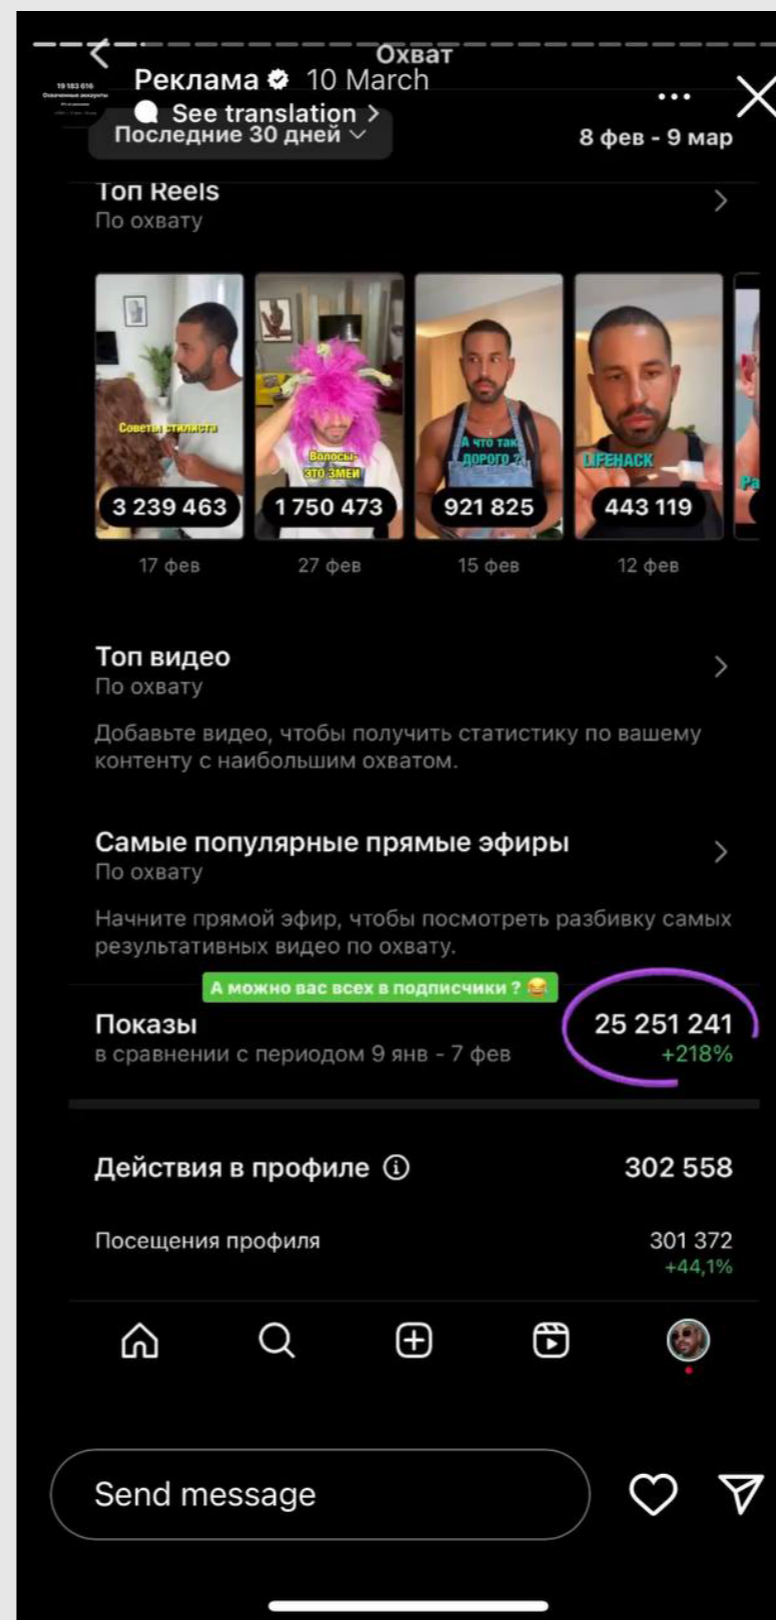 Охват
Реклама 10 March
19 183 616
See translation >
Последние 30 дней
8 фев - 9 мар
Топ Reels
По охвату
Советы стилиста
Волосы-
ЭТО ЗМЕИ
А что так
ДОРОГО ?
LIFEHACK
Ра
3 239 463
1 750 473
921 825
443 119
17 фев
27 фев
15 фев
12 фев
Топ видео
По охвату
Добавьте видео, чтобы получить статистику по вашему
контенту с наибольшим охватом.
Самые популярные прямые эфиры
По охвату
Начните прямой эфир, чтобы посмотреть разбивку самых
результативных видео по охвату.
А можно вас всех в подписчики ? 😂
Показы
25 251 241
в сравнении с периодом 9 янв - 7 фев
+218%
Действия в профиле
302 558
Посещения профиля
301 372
+44,1%
Send message